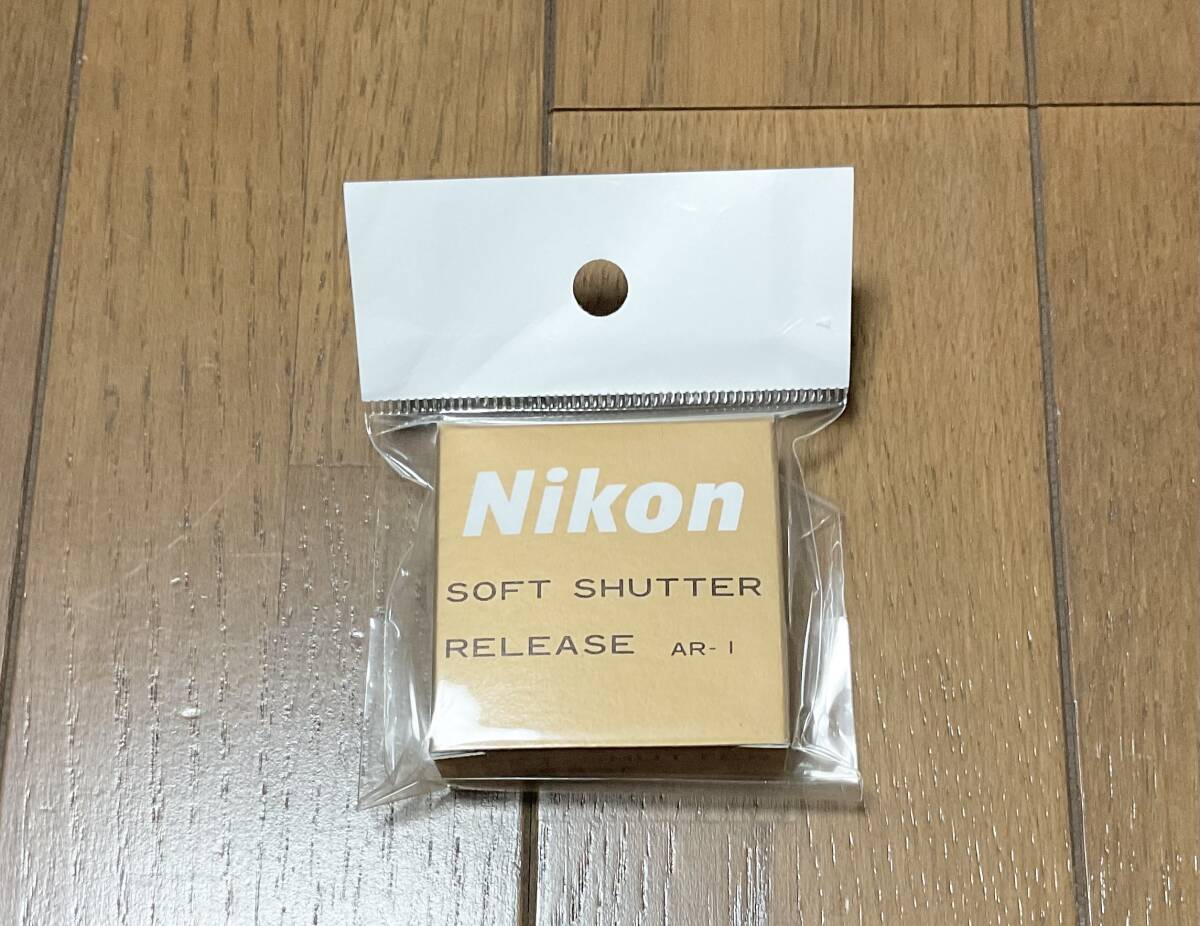 Nikon
SOFT SHUTTER
RELEASE AR-1